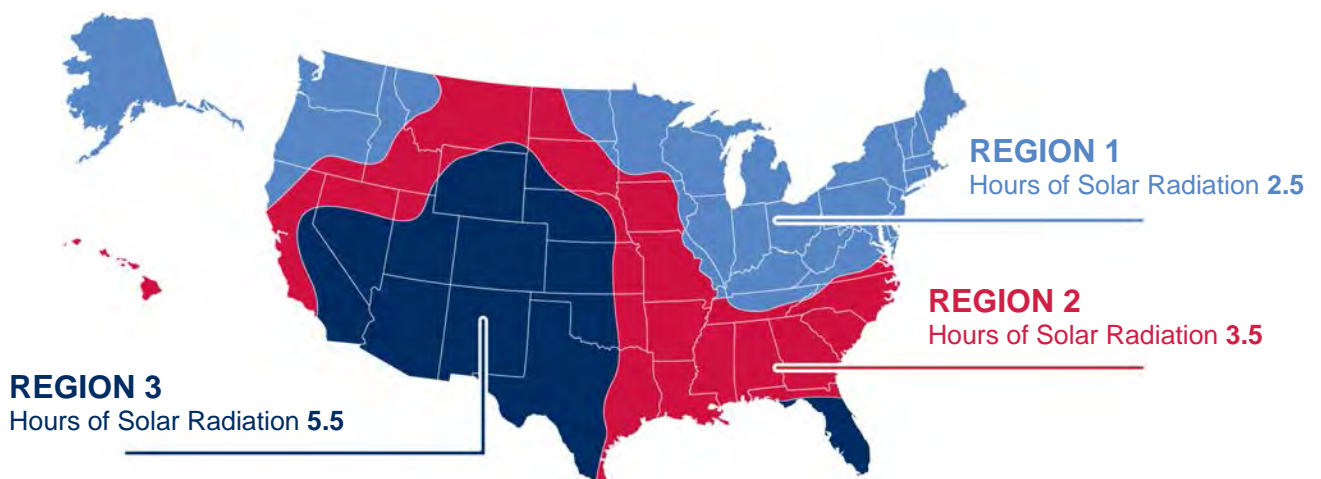 REGION 1
Hours of Solar Radiation 2.5
REGION 2
Hours of Solar Radiation 3.5
REGION 3
Hours of Solar Radiation 5.5